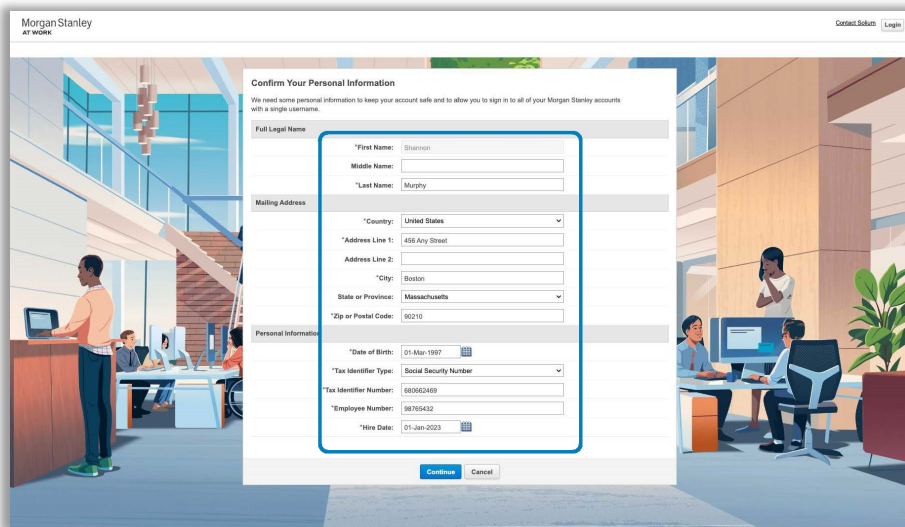 Morgan Stanley
AT WORK
Contact Solium
Login
Confirm Your Personal Information
We need some personal information to keep your account safe and to allow you to sign in to all of your Morgan Stanley accounts
with a single username.
Full Legal Name
*First Name: Shannon
Middle Name:
*Last Name: Murphy
Mailing Address
*Country: United States
*Address Line 1: 456 Any Street
Address Line 2:
*City: Boston
State or Province: Massachusetts
*Zip or Postal Code: 90210
Personal Information
*Date of Birth: 01-Mar-1997
*Tax Identifier Type: Social Security Number
*Tax Identifier Number: 680662469
*Employee Number: 98765432
*Hire Date: 01-Jan-2023
Continue Cancel